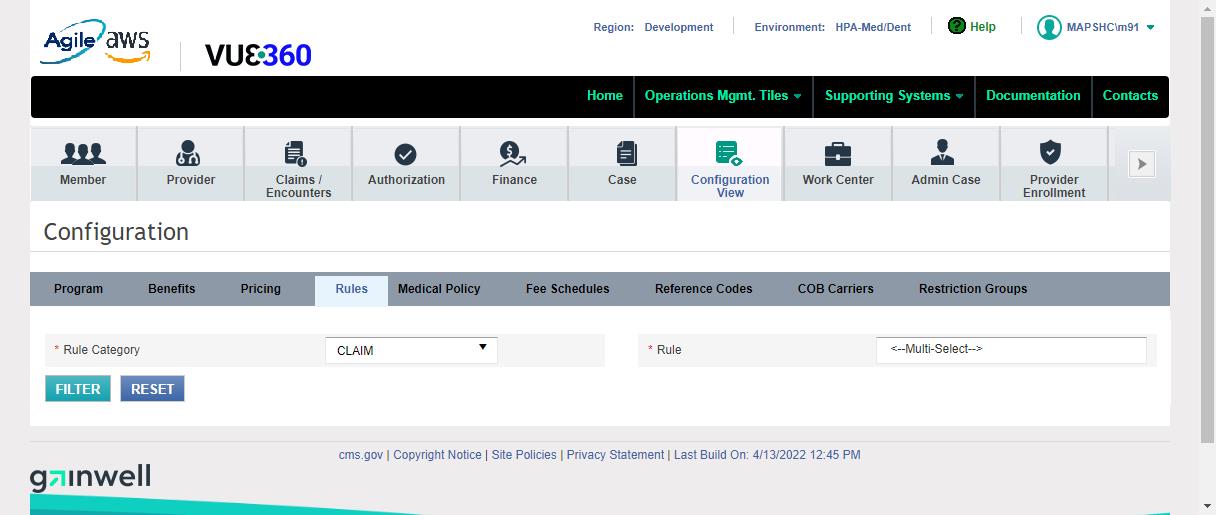 Agile aws
VUE360
Region: Development
Environment: HPA-Med/Dent
? Help
MAPSHC\m91
Home
Operations Mgmt. Tiles
Supporting Systems
Documentation
Contacts
Member
Provider
Claims /
Encounters
Authorization
Finance
Case
Configuration
View
Work Center
Admin Case
Provider
Enrollment
Configuration
Program
Benefits
Pricing
Rules
Medical Policy
Fee Schedules
Reference Codes
COB Carriers
Restriction Groups
* Rule Category
CLAIM
* Rule
<--Multi-Select-->
FILTER
RESET
cms.gov | Copyright Notice | Site Policies | Privacy Statement | Last Build On: 4/13/2022 12:45 PM
gainwell